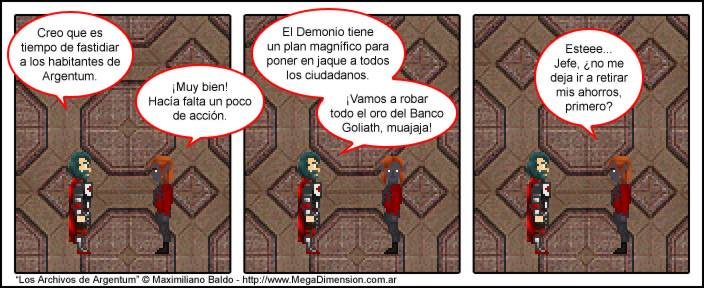 Creo que es
tiempo de fastidiar
a los habitantes de
Argentum.
¡Muy bien!
Hacía falta un poco
de acción.
El Demonio tiene
un plan magnífico para
poner en jaque a todos
los ciudadanos.
¡Vamos a robar
todo el oro del Banco
Goliath, muajaja!
Esteee...
Jefe, ¿no me
deja ir a retirar
mis ahorros,
primero?
“Los Archivos de Argentum” © Maximiliano Baldo - http://www.MegaDimension.com.ar